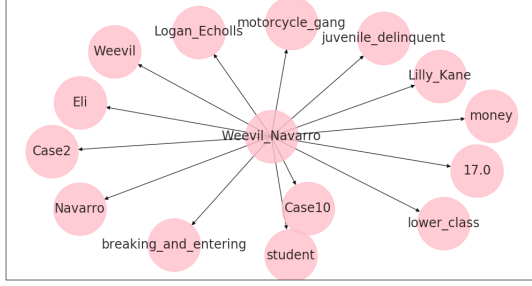 motorcycle_gang
Logan_Echolls
juvenile_delinquent
Weevil
Lilly_Kane
Eli
money
Weevil_Navarro
Case2
17.0
Navarro
Case10
lower_class
breaking_and_entering
student